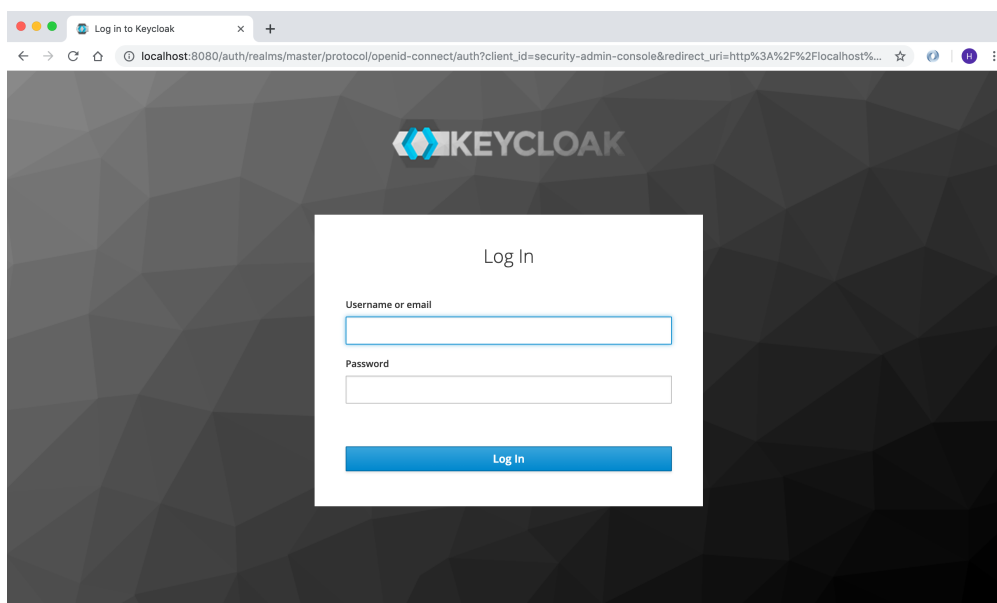 Log in to Keycloak
localhost:8080/auth/realms/master/protocol/openid-connect/auth?client_id=security-admin-console&redirect_uri=http%3A%2F%2Flocalhost%...
H
KEYCLOAK
Log In
Username or email
Password
Log In